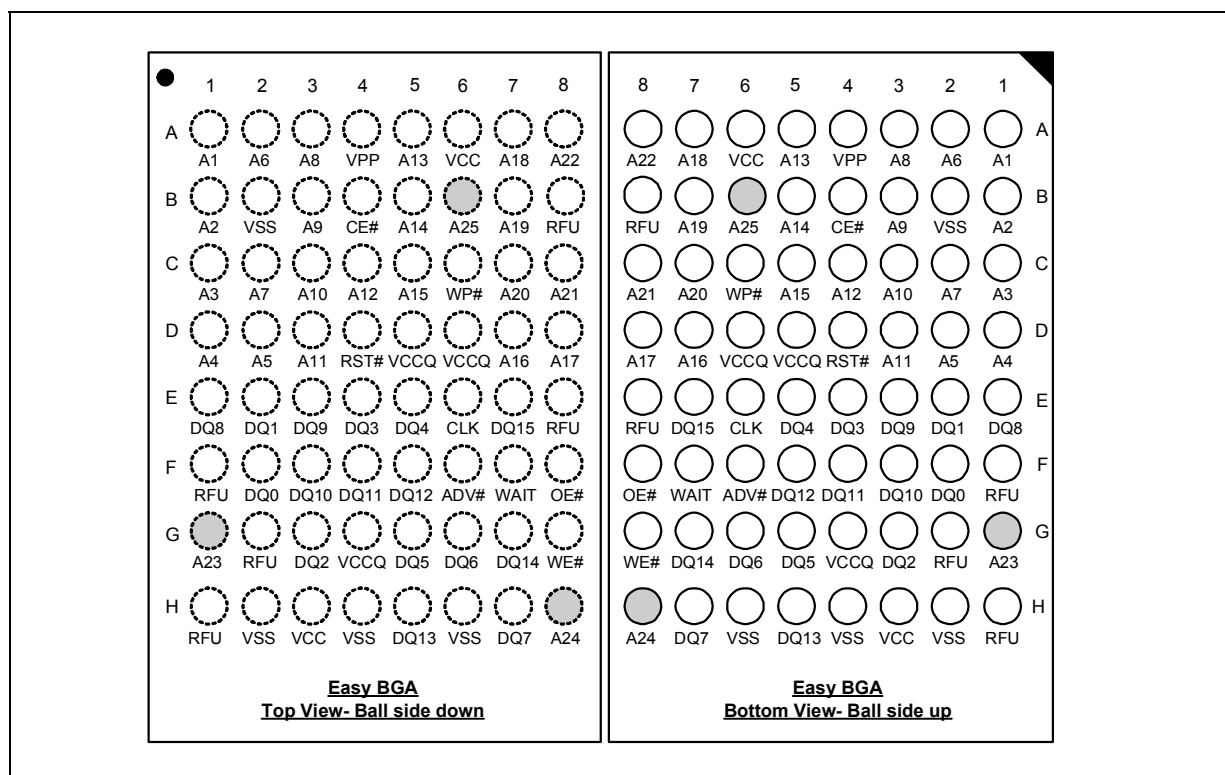 1 2 3 4 5 6 7 8
A
A1 A6 A8 VPP A13 VCC A18 A22
B
A2 VSS A9 CE# A14 A25 A19 RFU
C
A3 A7 A10 A12 A15 WP# A20 A21
D
A4 A5 A11 RST# VCCQ VCCQ A16 A17
E
DQ8 DQ1 DQ9 DQ3 DQ4 CLK DQ15 RFU
F
RFU DQ0 DQ10 DQ11 DQ12 ADV# WAIT OE#
G
A23 RFU DQ2 VCCQ DQ5 DQ6 DQ14 WE#
H
RFU VSS VCC VSS DQ13 VSS DQ7 A24
Easy BGA
Top View- Ball side down
8 7 6 5 4 3 2 1
A
A22 A18 VCC A13 VPP A8 A6 A1
B
RFU A19 A25 A14 CE# A9 VSS A2
C
A21 A20 WP# A15 A12 A10 A7 A3
D
A17 A16 VCCQ VCCQ RST# A11 A5 A4
E
RFU DQ15 CLK DQ4 DQ3 DQ9 DQ1 DQ8
F
OE# WAIT ADV# DQ12 DQ11 DQ10 DQ0 RFU
G
WE# DQ14 DQ6 DQ5 VCCQ DQ2 RFU A23
H
A24 DQ7 VSS DQ13 VSS VCC VSS RFU
Easy BGA
Bottom View- Ball side up